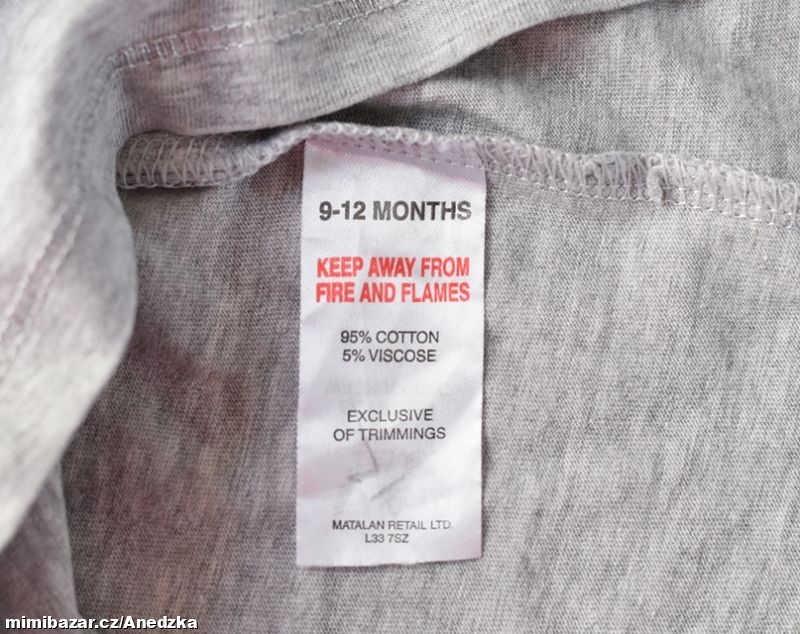 9-12 MONTHS
KEEP AWAY FROM
FIRE AND FLAMES
95% COTTON
5% VISCOSE
EXCLUSIVE
OF TRIMMINGS
MATALAN RETAIL LTD.
L33 7SZ
mimibazar.cz/Anedzka